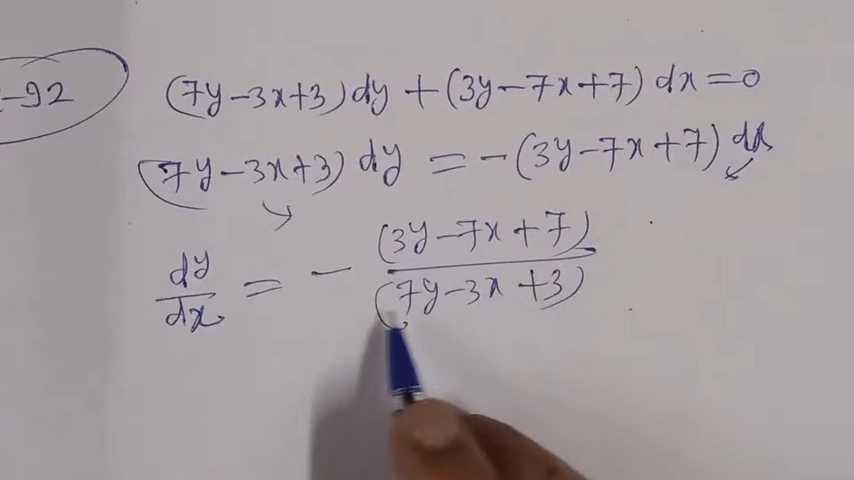 -92
(7y-3x+3)dy+(3y-7x+7)dx=0
(7y-3x+3)dy=-(3y-7x+7)dx
dy/dx = - (3y-7x+7)/(7y-3x+3)